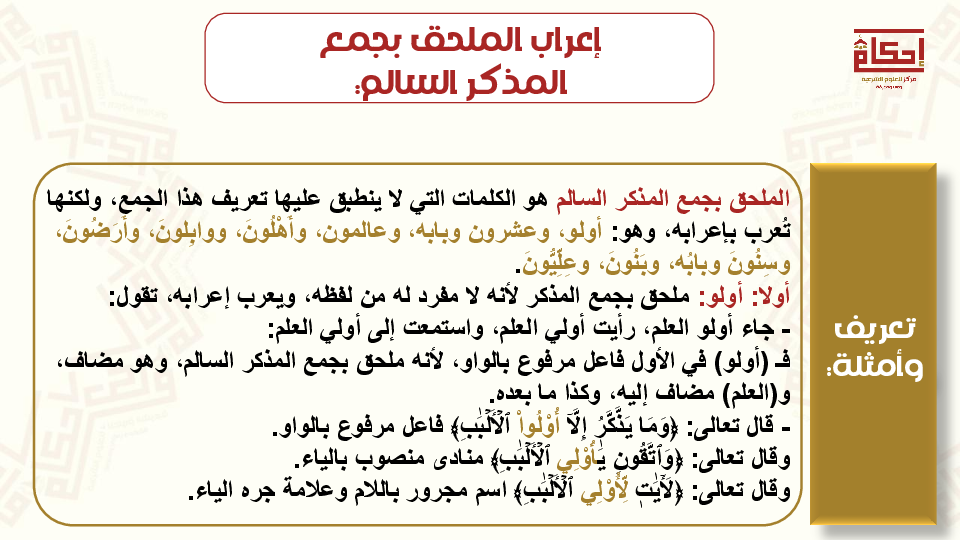 إعراب الملحق بجمع
المذكر السالم:
إحكام
مركز للعلوم الشرعية
الملحق بجمع المذكر السالم هو الكلمات التي لا ينطبق عليها تعريف هذا الجمع، ولكنها
تُعرب بإعرابه، وهو: أولو، وعشرون وبابه، وعالمون، وأَهْلُونَ، ووابِلونَ، وأَرَضُونَ،
وسِنُونَ وبابُه، وبَنُونَ، وعِلِّيُّونَ.
أولا: أولو: ملحق بجمع المذكر لأنه لا مفرد له من لفظه، ويعرب إعرابه، تقول:
- جاء أولو العلم، رأيت أولي العلم، واستمعت إلى أولي العلم:
فـ (أولو) في الأول فاعل مرفوع بالواو، لأنه ملحق بجمع المذكر السالم، وهو مضاف،
و(العلم) مضاف إليه، وكذا ما بعده.
- قال تعالى: ﴿وَمَا يَذَّكَّرُ إِلَّآ أُوْلُواْ ٱلۡأَلۡبَٰبِ﴾ فاعل مرفوع بالواو.
وقال تعالى: ﴿وَٱتَّقُونِ يَٰٓأُوْلِي ٱلۡأَلۡبَٰبِ﴾ منادى منصوب بالياء.
وقال تعالى: ﴿لَأٓيَٰتٖ لِّأُوْلِي ٱلۡأَلۡبَٰبِ﴾ اسم مجرور باللام وعلامة جره الياء.
تعريف
وأمثلة: